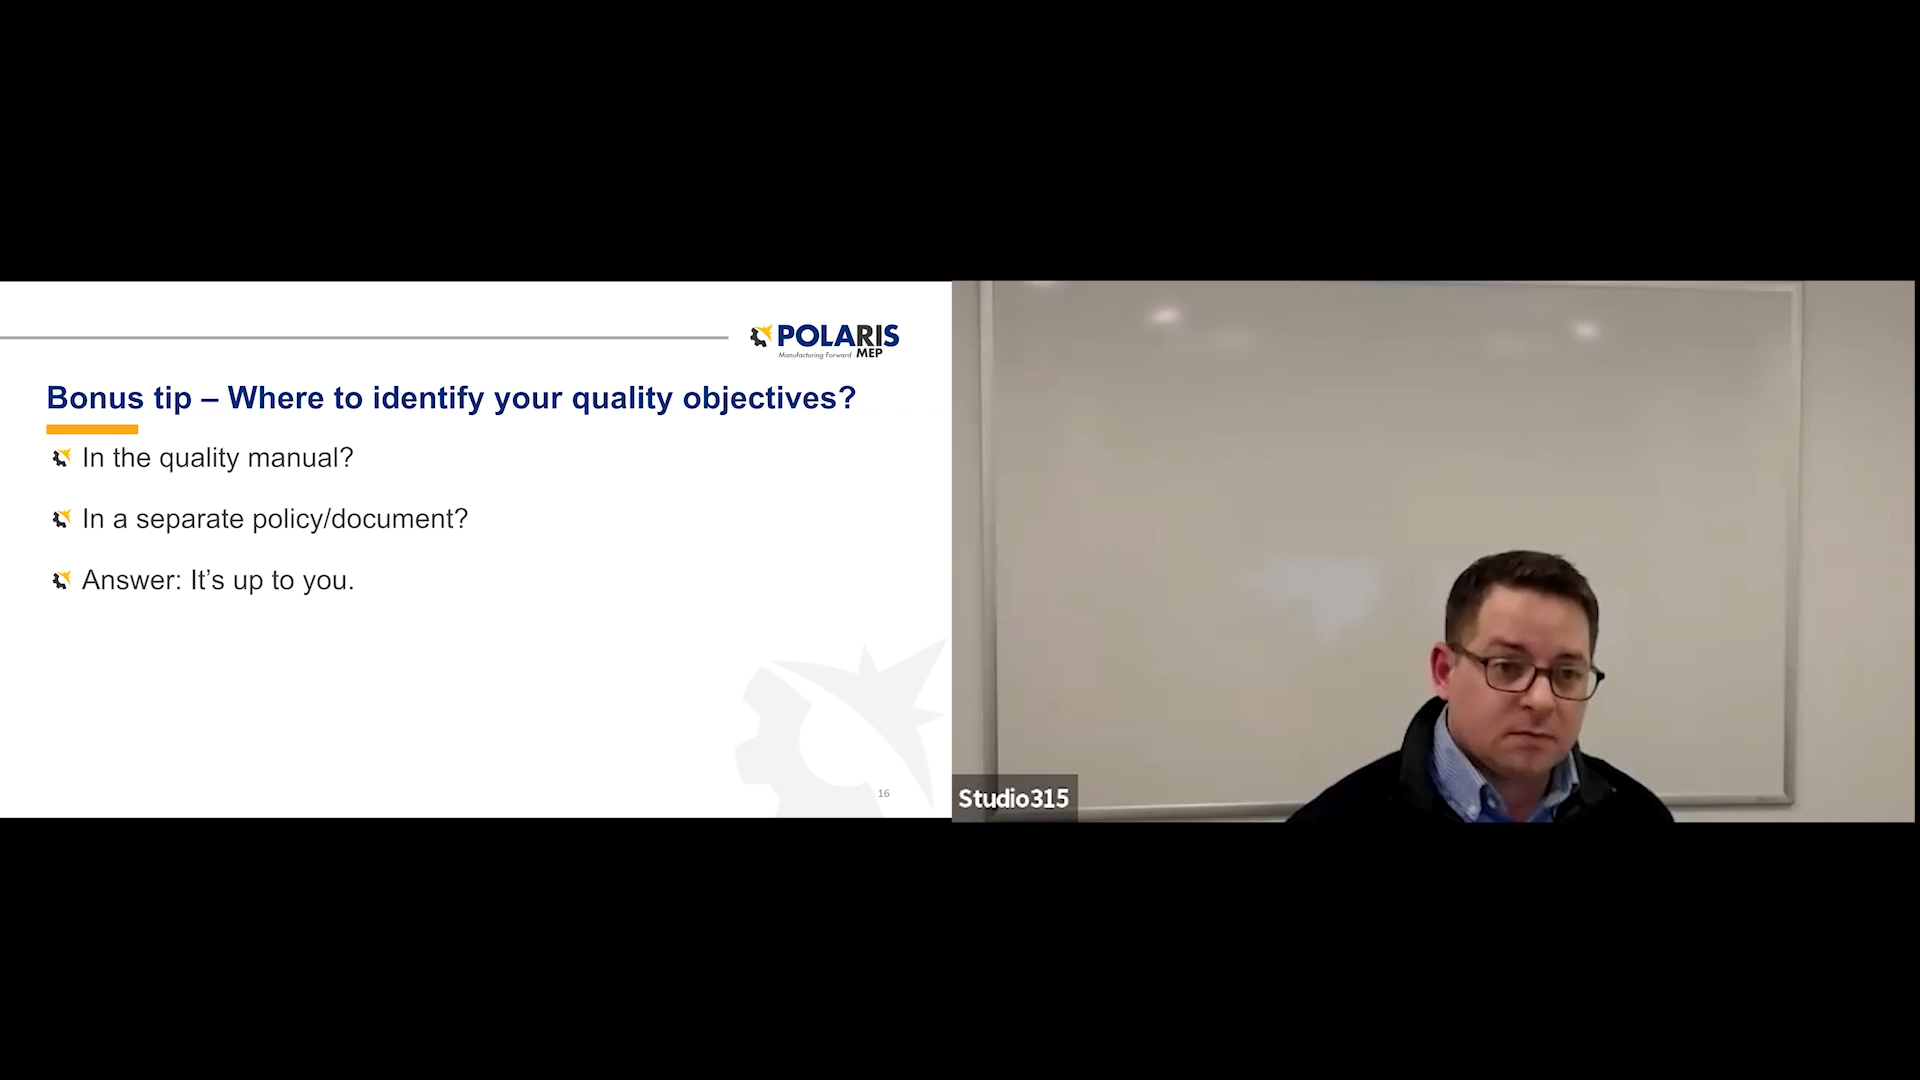 POLARIS
Manufacturing Forward MEP
Bonus tip – Where to identify your quality objectives?
In the quality manual?
In a separate policy/document?
Answer: It's up to you.
16
Studio315